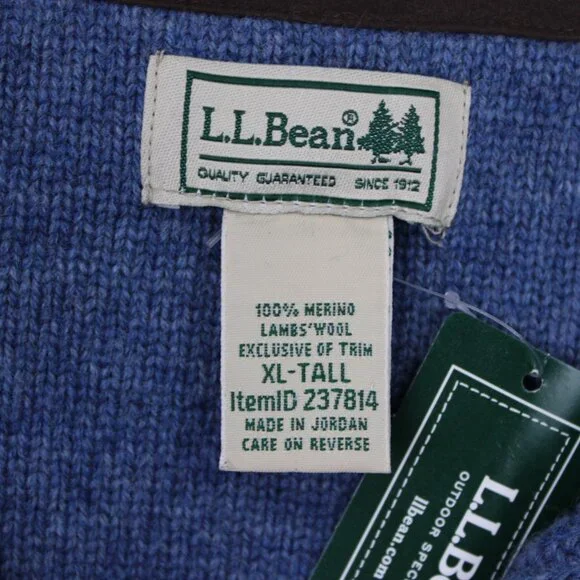 L.L.Bean®
QUALITY GUARANTEED SINCE 1912
100% MERINO
LAMBS' WOOL
EXCLUSIVE OF TRIM
XL-TALL
ItemID 237814
MADE IN JORDAN
CARE ON REVERSE
L.L.B
OUTDOOR SPEC
llbean.com